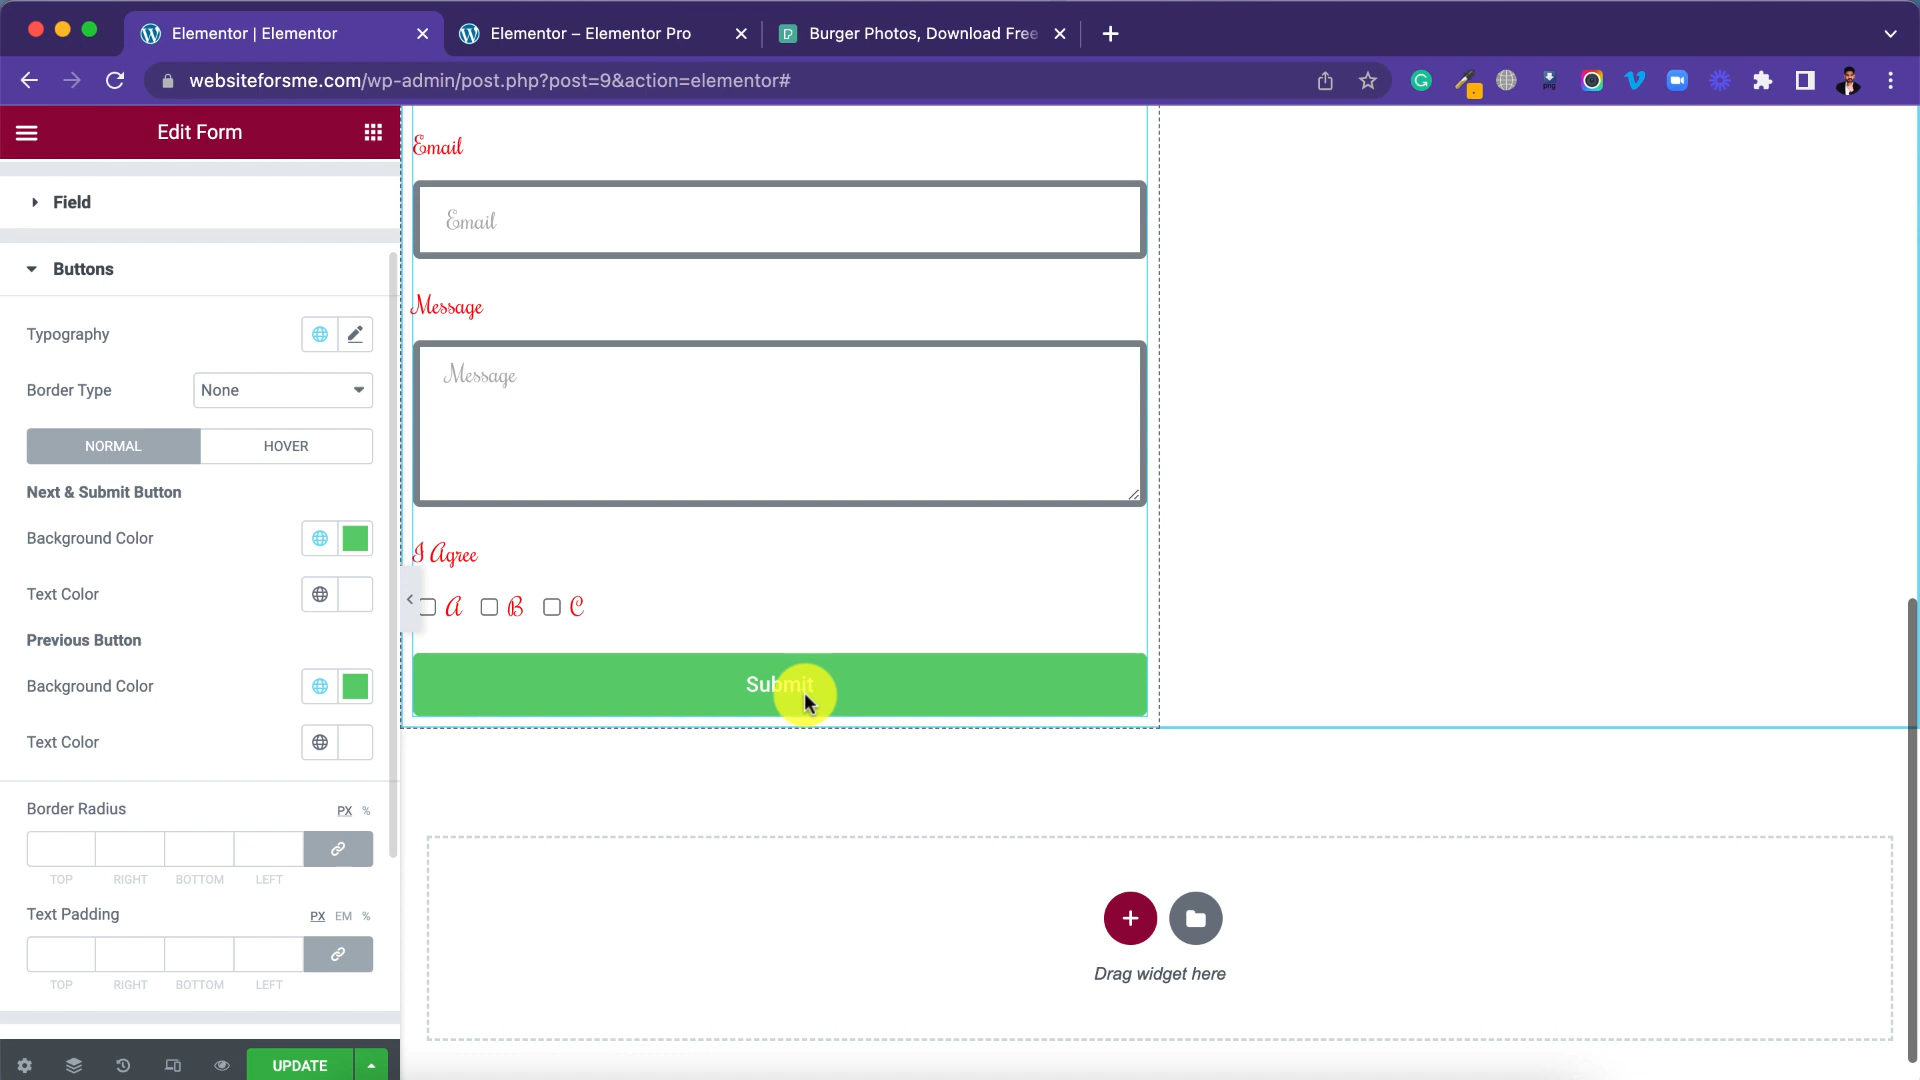 Elementor | Elementor
Elementor – Elementor Pro
Burger Photos, Download Free
websiteforsme.com/wp-admin/post.php?post=9&action=elementor#
Edit Form
Field
Buttons
Typography
Border Type
None
NORMAL
HOVER
Next & Submit Button
Background Color
Text Color
Previous Button
Background Color
Text Color
Border Radius
PX %
TOP RIGHT BOTTOM LEFT
Text Padding
PX EM %
TOP RIGHT BOTTOM LEFT
UPDATE
Email
Email
Message
Message
I Agree
A B C
Submit
Drag widget here